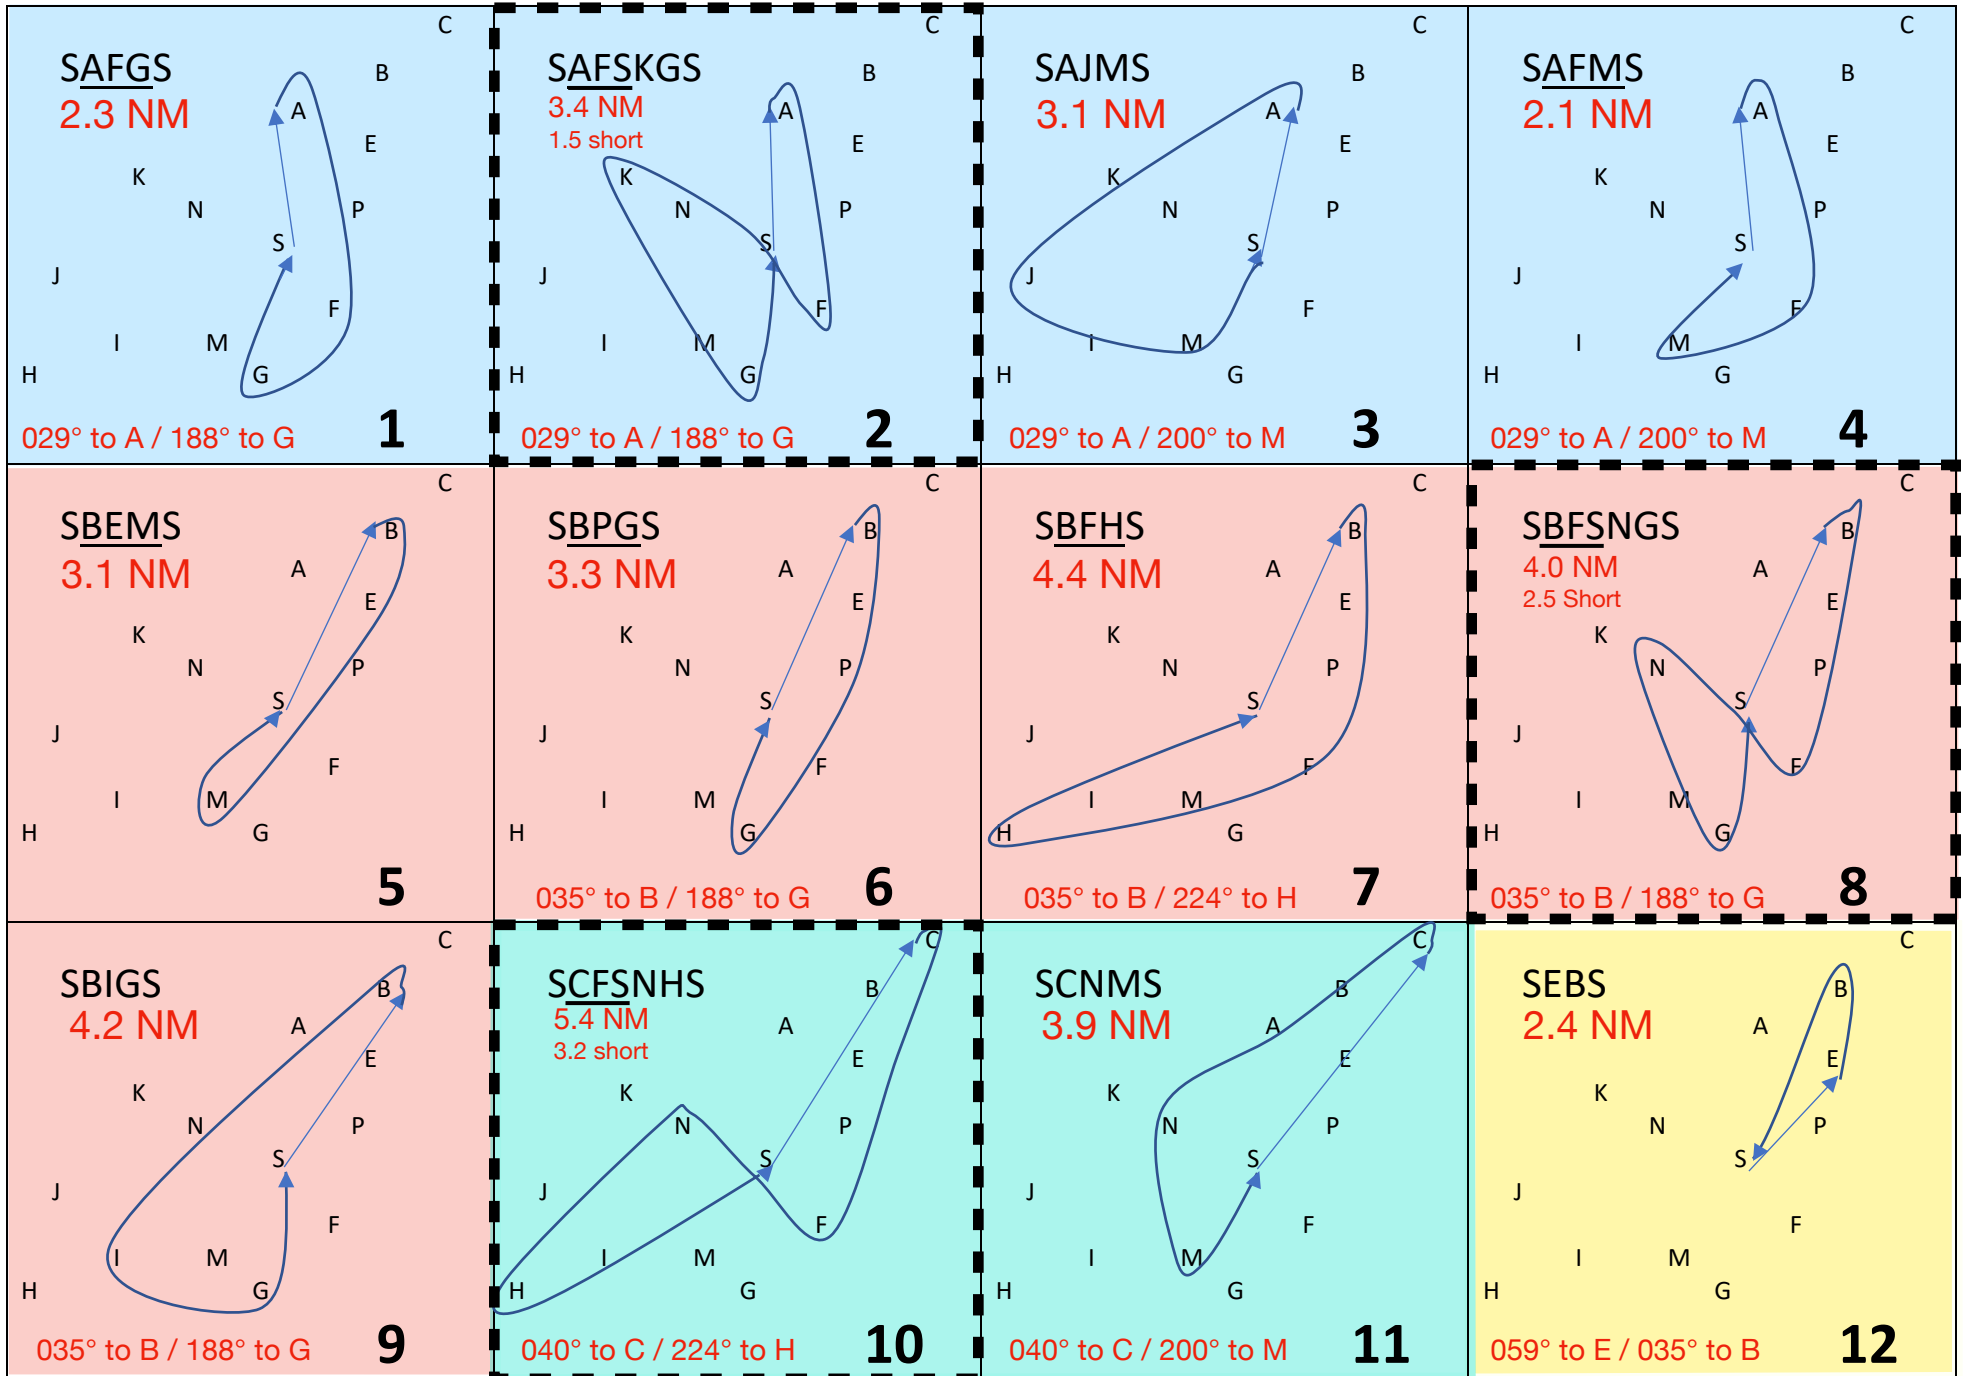 C
SAFGS
B
2.3 NM
A
E
K
N
P
S
J
F
I
M
H
G
029° to A / 188° to G
1
C
SAFSKGS
B
3.4 NM
A
1.5 short
E
K
N
P
S
J
F
I
M
H
G
029° to A / 188° to G
2
C
SAJMS
B
3.1 NM
A
E
K
N
P
S
J
F
I
M
H
G
029° to A / 200° to M
3
C
SAFMS
B
2.1 NM
A
E
K
N
P
S
J
F
I
M
H
G
029° to A / 200° to M
4
C
SBEMS
B
3.1 NM
A
E
K
N
P
S
J
F
I
M
H
G
5
C
SBPGS
B
3.3 NM
A
E
K
N
P
S
J
F
I
M
H
G
035° to B / 188° to G
6
C
SBFHS
B
4.4 NM
A
E
K
N
P
S
J
F
I
M
H
G
035° to B / 224° to H
7
C
SBFSNGS
B
4.0 NM
A
2.5 Short
E
K
N
P
S
J
F
I
M
H
G
035° to B / 188° to G
8
C
SBIGS
B
4.2 NM
A
E
K
N
P
S
J
F
I
M
H
G
035° to B / 188° to G
9
C
SCFSNHS
B
5.4 NM
A
3.2 short
E
K
N
P
S
J
F
I
M
H
G
040° to C / 224° to H
10
C
SCNMS
B
3.9 NM
A
E
K
N
P
S
J
F
I
M
H
G
040° to C / 200° to M
11
C
SEBS
B
2.4 NM
A
E
K
N
P
S
J
F
I
M
H
G
059° to E / 035° to B
12